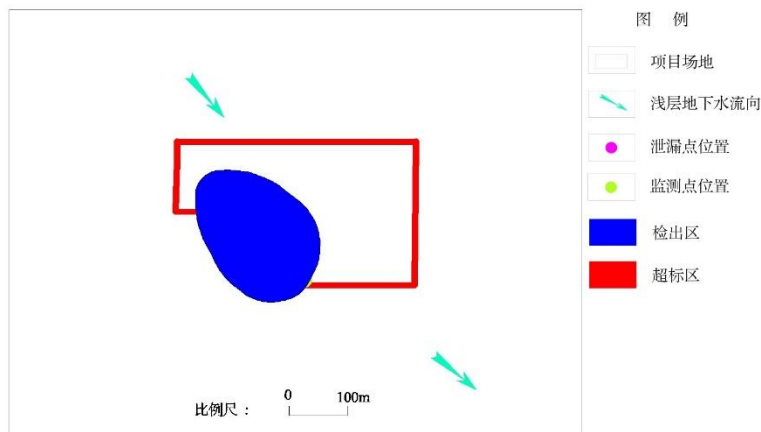 图 例
项目场地
浅层地下水流向
泄漏点位置
监测点位置
检出区
超标区
0 100m
比例尺：